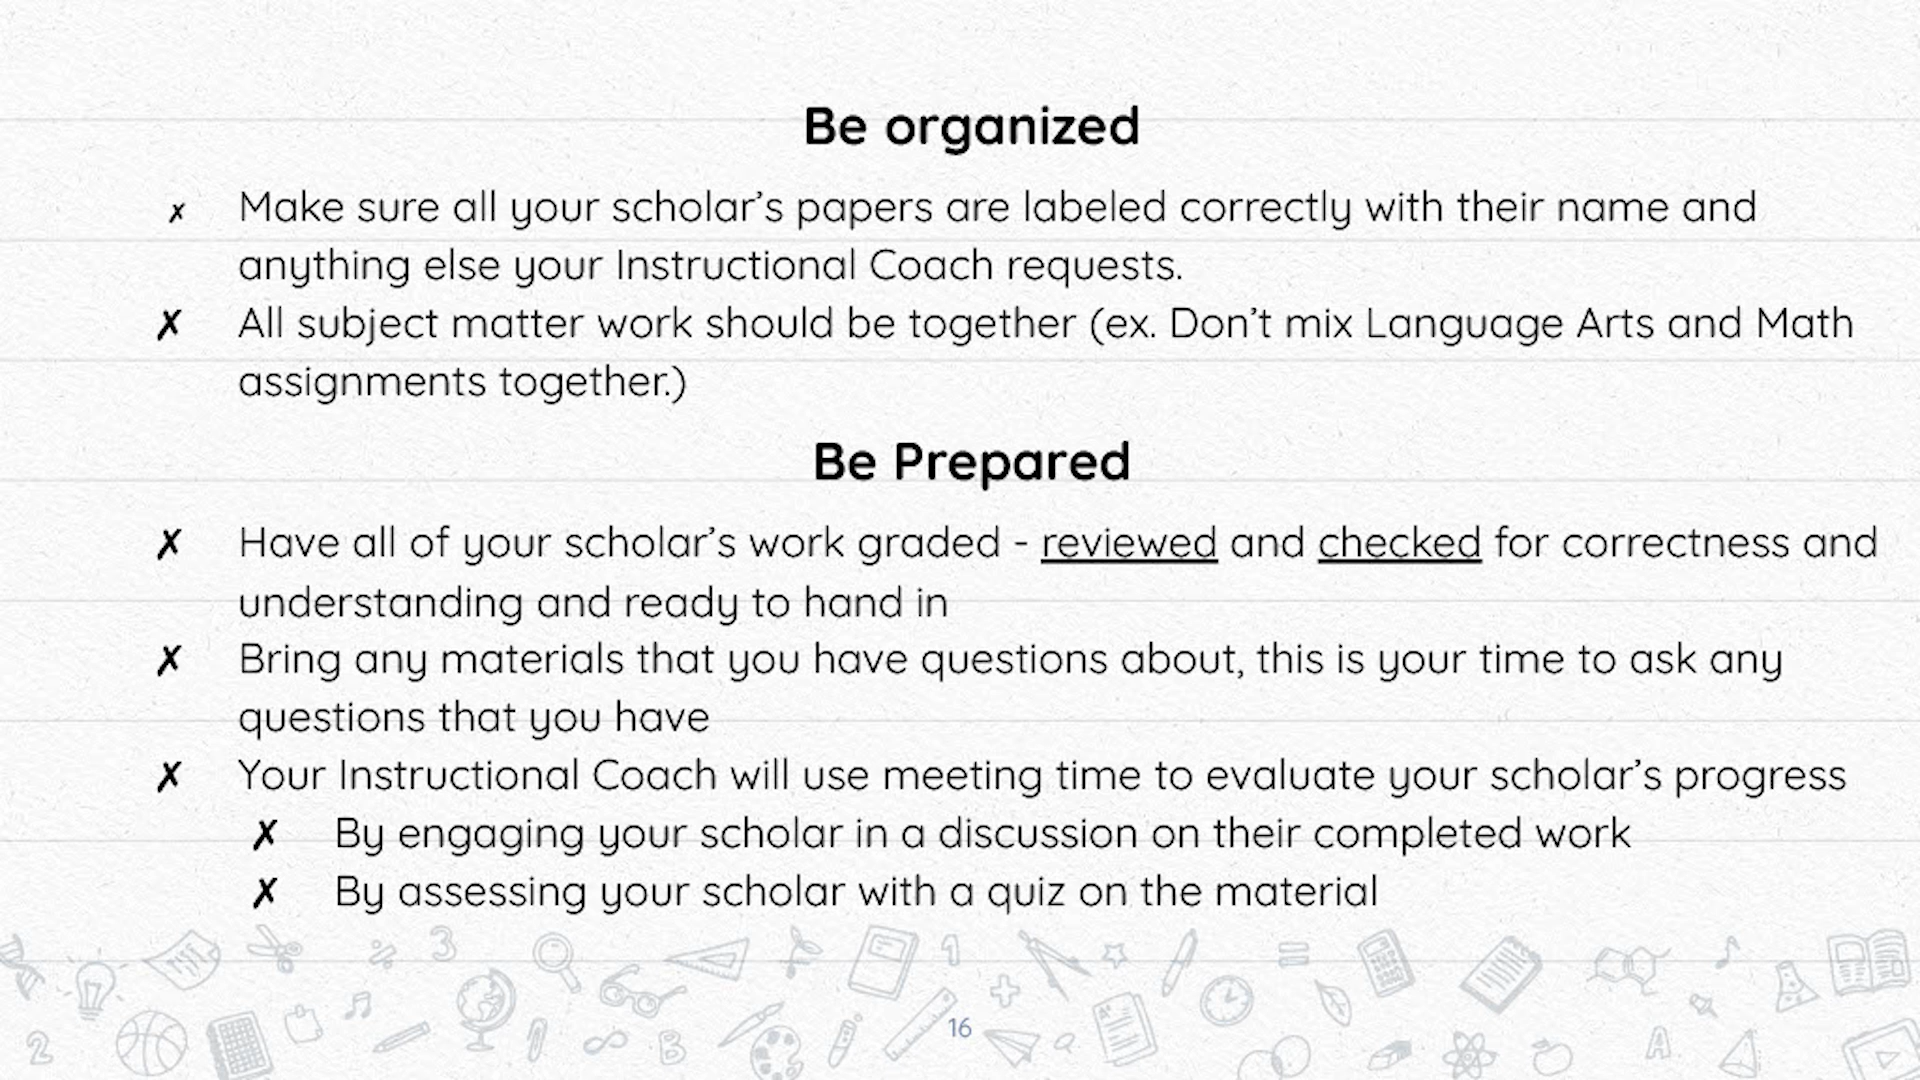 Be organized
✗ Make sure all your scholar’s papers are labeled correctly with their name and
anything else your Instructional Coach requests.
✗ All subject matter work should be together (ex. Don’t mix Language Arts and Math
assignments together.)
Be Prepared
✗ Have all of your scholar’s work graded - reviewed and checked for correctness and
understanding and ready to hand in
✗ Bring any materials that you have questions about, this is your time to ask any
questions that you have
✗ Your Instructional Coach will use meeting time to evaluate your scholar’s progress
✗ By engaging your scholar in a discussion on their completed work
✗ By assessing your scholar with a quiz on the material
16